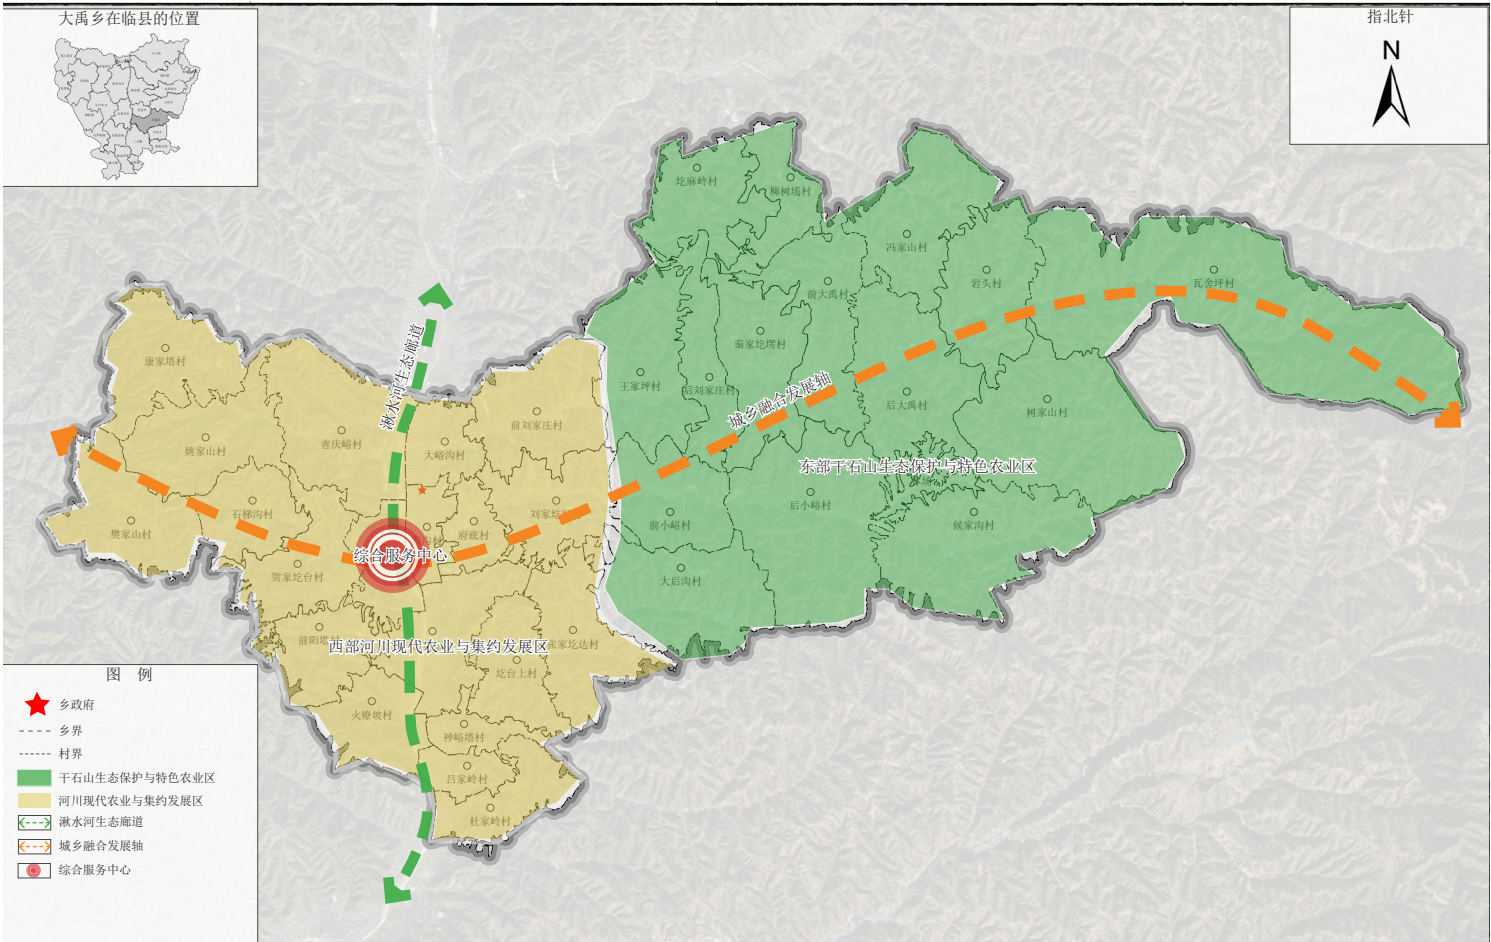 大禹乡在临县的位置
指北针
N
圪麻岭村
柳树墕村
冯家山村
岩头村
瓦舍坪村
前大禹村
秦家圪塄村
湫水河生态廊道
康家塔村
王家坪村
后刘家庄村
城乡融合发展轴
后大禹村
树家山村
前刘家庄村
善庆峪村
姚家山村
大峪沟村
东部干石山生态保护与特色农业区
石梯沟村
后小峪村
前小峪村
候家沟村
樊家山村
府底村
综合服务中心
贺家圪台村
大后沟村
西部河川现代农业与集约发展区
张家圪达村
圪台上村
火燎坡村
神峪塔村
吕家岭村
杜家岭村
图 例
乡政府
乡界
村界
干石山生态保护与特色农业区
河川现代农业与集约发展区
湫水河生态廊道
城乡融合发展轴
综合服务中心